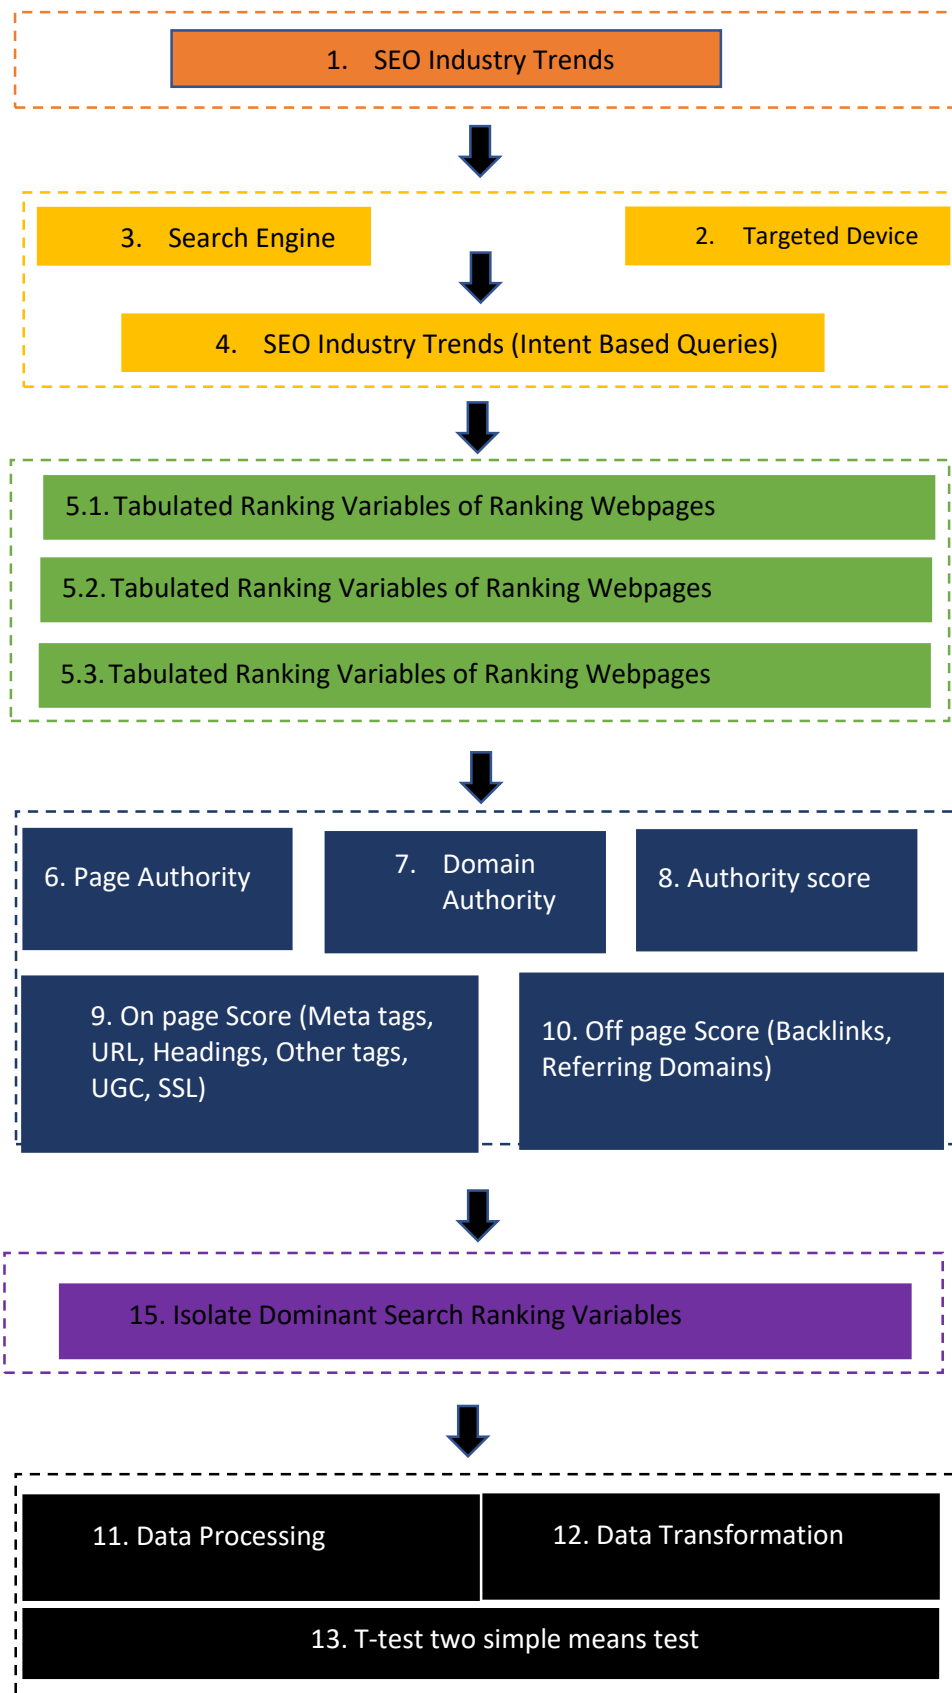 1. SEO Industry Trends
3. Search Engine
2. Targeted Device
4. SEO Industry Trends (Intent Based Queries)
5.1. Tabulated Ranking Variables of Ranking Webpages
5.2. Tabulated Ranking Variables of Ranking Webpages
5.3. Tabulated Ranking Variables of Ranking Webpages
6. Page Authority
7. Domain
Authority
8. Authority score
9. On page Score (Meta tags,
URL, Headings, Other tags,
UGC, SSL)
10. Off page Score (Backlinks,
Referring Domains)
15. Isolate Dominant Search Ranking Variables
11. Data Processing
12. Data Transformation
13. T-test two simple means test